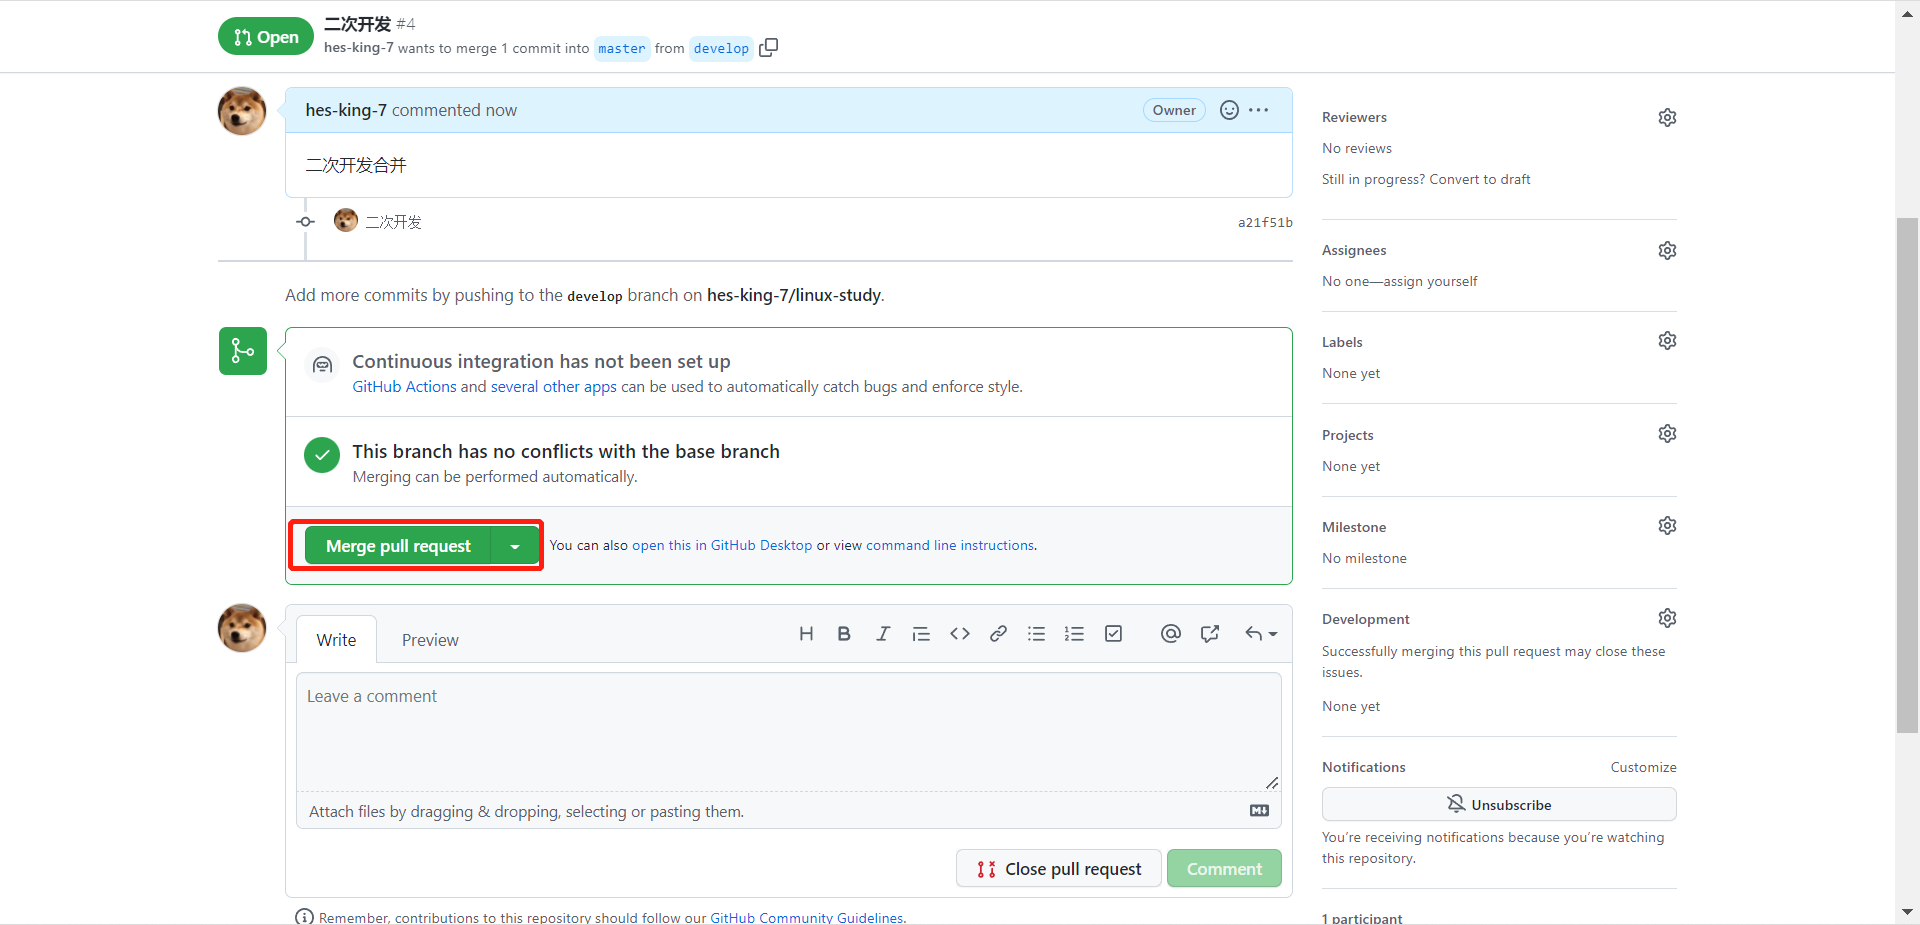 Open
二次开发 #4
hes-king-7 wants to merge 1 commit into master from develop
hes-king-7 commented now
Owner
二次开发合并
二次开发
a21f51b
Add more commits by pushing to the develop branch on hes-king-7/linux-study.
Continuous integration has not been set up
GitHub Actions and several other apps can be used to automatically catch bugs and enforce style.
This branch has no conflicts with the base branch
Merging can be performed automatically.
Merge pull request
You can also open this in GitHub Desktop or view command line instructions.
Write
Preview
H B I
Leave a comment
Attach files by dragging & dropping, selecting or pasting them.
Close pull request
Comment
Remember, contributions to this repository should follow our GitHub Community Guidelines.
Reviewers
No reviews
Still in progress? Convert to draft
Assignees
No one—assign yourself
Labels
None yet
Projects
None yet
Milestone
No milestone
Development
Successfully merging this pull request may close these
issues.
None yet
Notifications
Customize
Unsubscribe
You're receiving notifications because you're watching
this repository.
1 participant